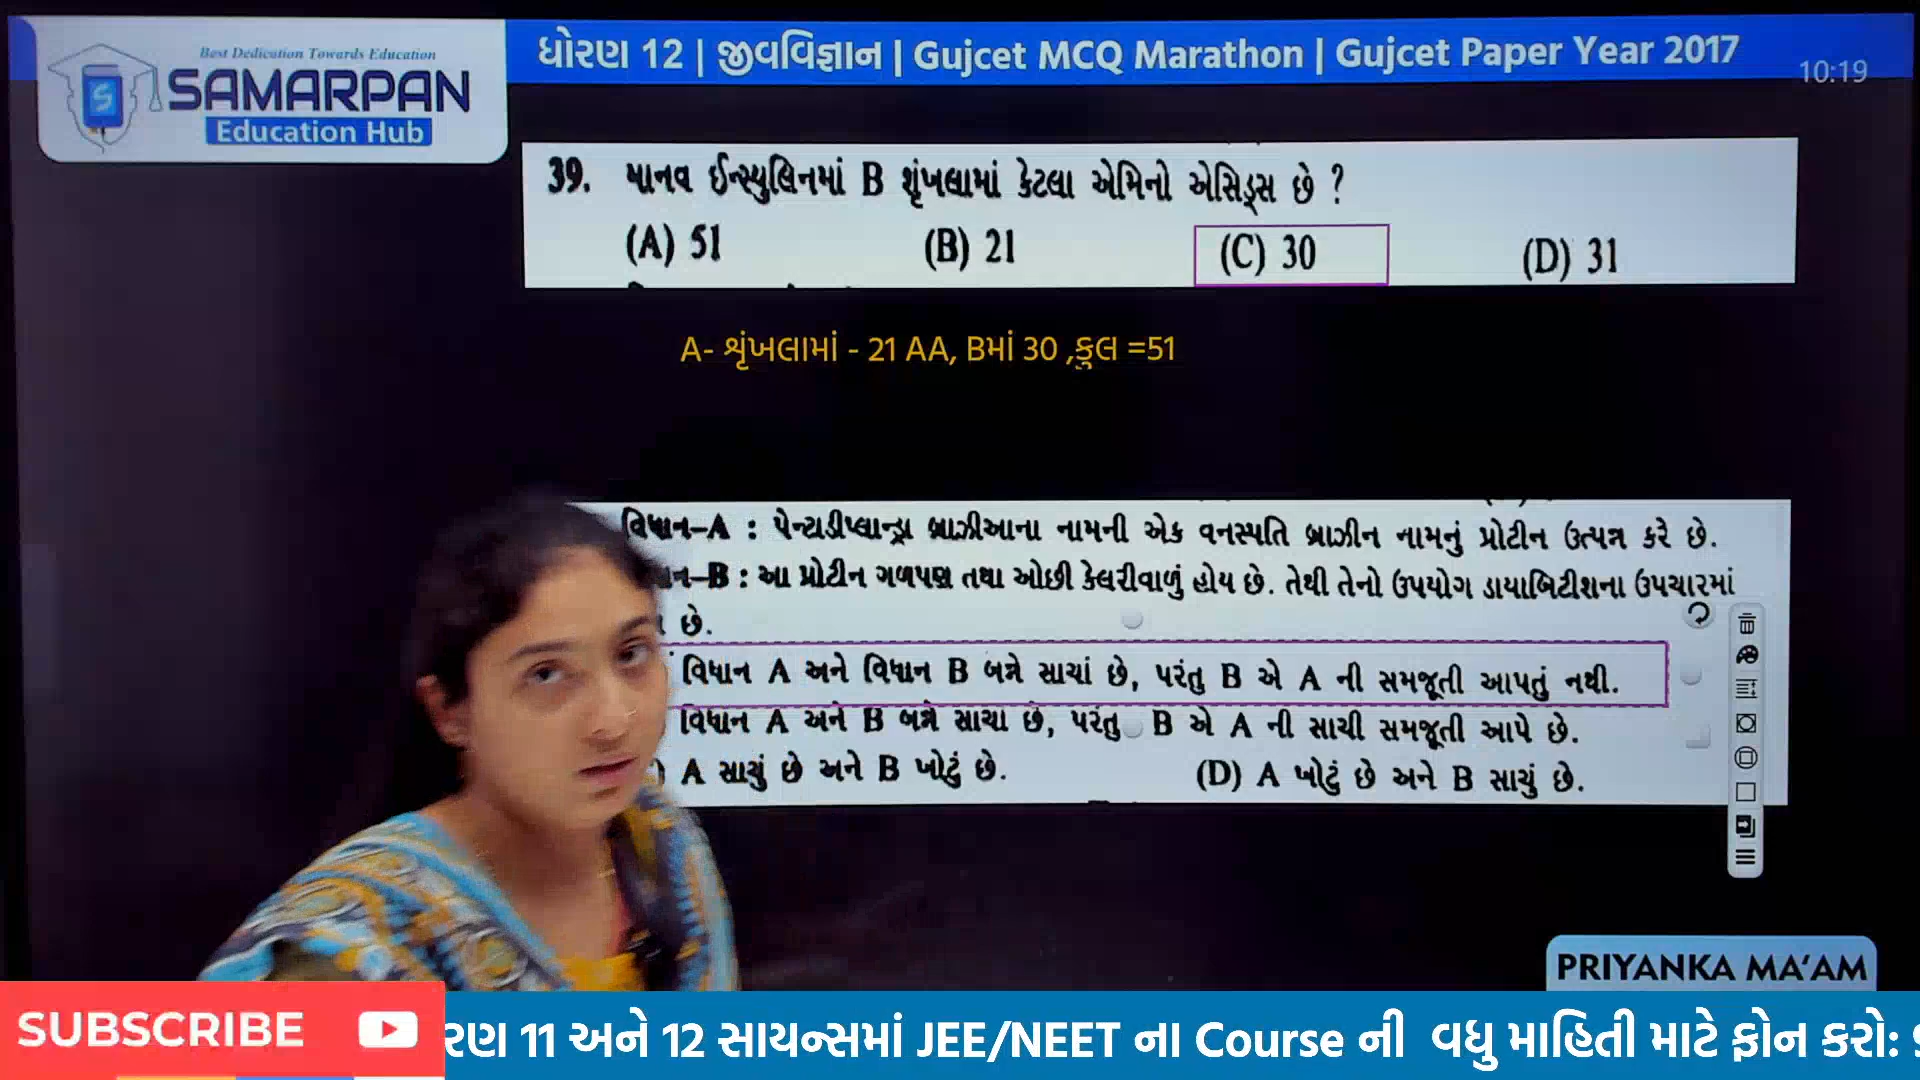 Best Dedication Towards Education
SAMARPAN
Education Hub
ધોરણ 12 | જીવવિજ્ઞાન | Gujcet MCQ Marathon | Gujcet Paper Year 2017
10:19
39. માનવ ઈન્સ્યુલિનમાં B શૃંખલામાં કેટલા એમિનો એસિડ્સ છે ?
(A) 51 (B) 21 (C) 30 (D) 31
A- શૃંખલામાં - 21 AA, Bમાં 30 ,કુલ =51
વિધાન–A : પેન્ટાડીપ્લાન્ડ્રા બ્રાઝીઆના નામની એક વનસ્પતિ બ્રાઝીન નામનું પ્રોટીન ઉત્પન્ન કરે છે.
–B : આ પ્રોટીન ગળપણ તથા ઓછી કેલરીવાળું હોય છે. તેથી તેનો ઉપયોગ ડાયાબિટીશના ઉપચારમાં
છે.
વિધાન A અને વિધાન B બન્ને સાચાં છે, પરંતુ B એ A ની સમજૂતી આપતું નથી.
વિધાન A અને B બન્ને સાચા છે, પરંતુ B એ A ની સાચી સમજૂતી આપે છે.
) A સાચું છે અને B ખોટું છે. (D) A ખોટું છે અને B સાચું છે.
PRIYANKA MA'AM
SUBSCRIBE
રણ 11 અને 12 સાયન્સમાં JEE/NEET ના Course ની વધુ માહિતી માટે ફોન કરો: